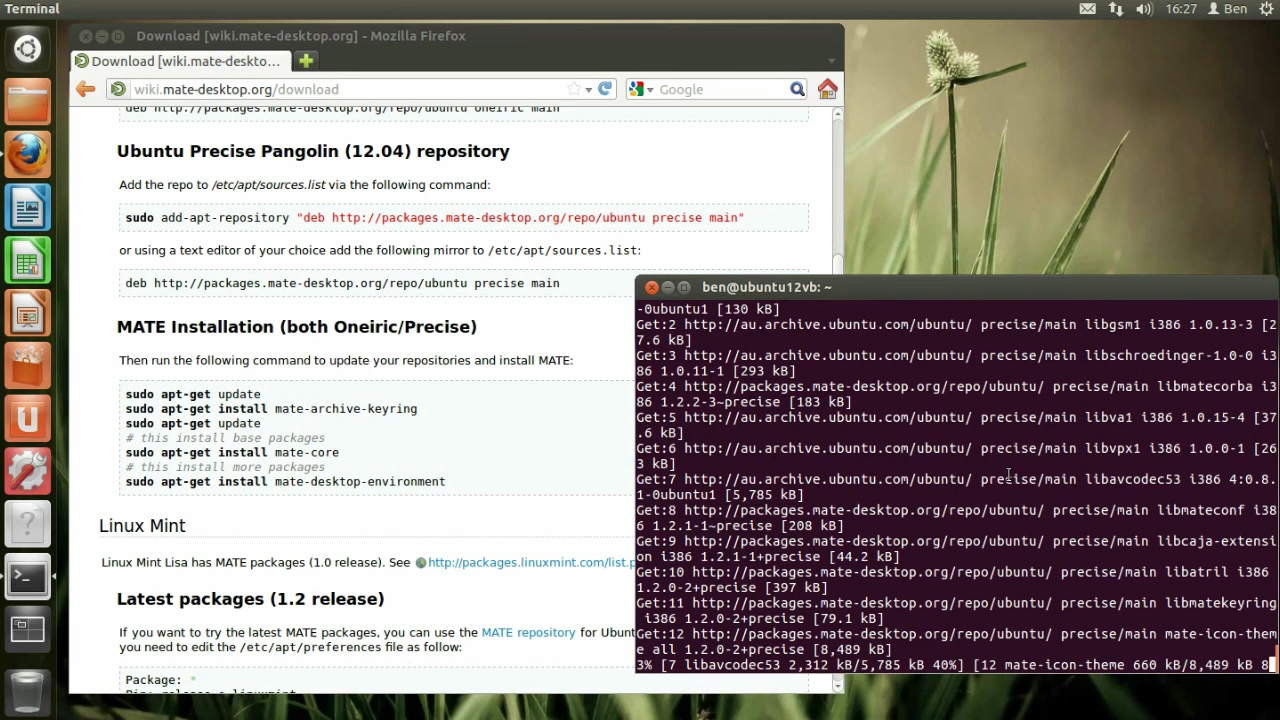 Terminal
16:27
Ben
Download [wiki.mate-desktop.org] - Mozilla Firefox
Download [wiki.mate-deskto...
wiki.mate-desktop.org/download
Google
deb http://packages.mate-desktop.org/repo/ubuntu oneiric main
Ubuntu Precise Pangolin (12.04) repository
Add the repo to /etc/apt/sources.list via the following command:
sudo add-apt-repository "deb http://packages.mate-desktop.org/repo/ubuntu precise main"
or using a text editor of your choice add the following mirror to /etc/apt/sources.list:
deb http://packages.mate-desktop.org/repo/ubuntu precise main
MATE Installation (both Oneiric/Precise)
Then run the following command to update your repositories and install MATE:
sudo apt-get update
sudo apt-get install mate-archive-keyring
sudo apt-get update
# this install base packages
sudo apt-get install mate-core
# this install more packages
sudo apt-get install mate-desktop-environment
Linux Mint
Linux Mint Lisa has MATE packages (1.0 release). See http://packages.linuxmint.com/list.p
Latest packages (1.2 release)
If you want to try the latest MATE packages, you can use the MATE repository for Ubunt
you need to edit the /etc/apt/preferences file as follow:
Package: *
Pin: release o=linuxmint
ben@ubuntu12vb: ~
-0ubuntu1 [130 kB]
Get:2 http://au.archive.ubuntu.com/ubuntu/ precise/main libgsm1 i386 1.0.13-3 [2
7.6 kB]
Get:3 http://au.archive.ubuntu.com/ubuntu/ precise/main libschroedinger-1.0-0 i3
86 1.0.11-1 [293 kB]
Get:4 http://packages.mate-desktop.org/repo/ubuntu/ precise/main libmatecorba i3
86 1.2.2-3~precise [183 kB]
Get:5 http://au.archive.ubuntu.com/ubuntu/ precise/main libva1 i386 1.0.15-4 [37
.6 kB]
Get:6 http://au.archive.ubuntu.com/ubuntu/ precise/main libvpx1 i386 1.0.0-1 [26
3 kB]
Get:7 http://au.archive.ubuntu.com/ubuntu/ precise/main libavcodec53 i386 4:0.8.
1-0ubuntu1 [5,785 kB]
Get:8 http://packages.mate-desktop.org/repo/ubuntu/ precise/main libmateconf i38
6 1.2.1-1~precise [208 kB]
Get:9 http://packages.mate-desktop.org/repo/ubuntu/ precise/main libcaja-extensi
on i386 1.2.1-1+precise [44.2 kB]
Get:10 http://packages.mate-desktop.org/repo/ubuntu/ precise/main libatril i386
1.2.0-2+precise [397 kB]
Get:11 http://packages.mate-desktop.org/repo/ubuntu/ precise/main libmatekeyring
i386 1.2.0-2+precise [79.1 kB]
Get:12 http://packages.mate-desktop.org/repo/ubuntu/ precise/main mate-icon-them
e all 1.2.0-2+precise [8,489 kB]
3% [7 libavcodec53 2,312 kB/5,785 kB 40%] [12 mate-icon-theme 660 kB/8,489 kB 8